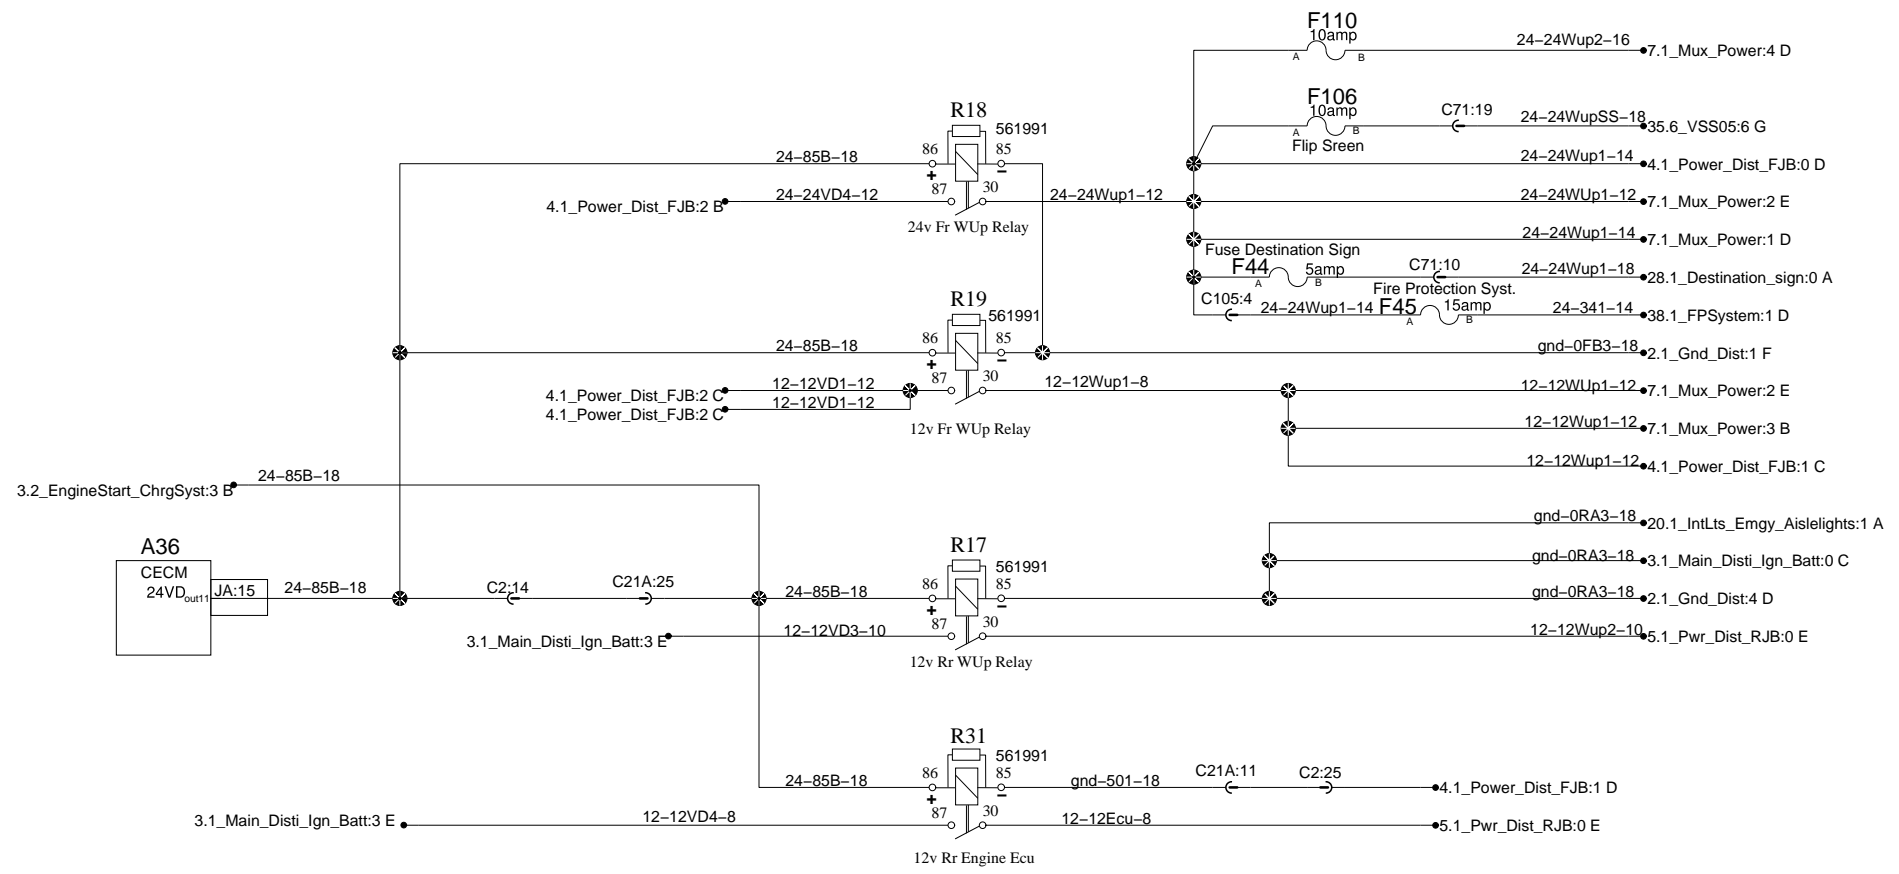 F110
10amp
A
B
24-24Wup2-16
7.1_Mux_Power:4 D
F106
10amp
A
B
Flip Sreen
C71:19
24-24WupSS-18
35.6_VSS05:6 G
R18
561991
86
85
+
-
24-85B-18
24-24Wup1-14
4.1_Power_Dist_FJB:0 D
87
30
4.1_Power_Dist_FJB:2 B
24-24VD4-12
24-24Wup1-12
24-24WUp1-12
7.1_Mux_Power:2 E
24v Fr WUp Relay
24-24Wup1-14
7.1_Mux_Power:1 D
Fuse Destination Sign
F44
A
5amp
B
C71:10
24-24Wup1-18
28.1_Destination_sign:0 A
Fire Protection Syst.
C105:4
24-24Wup1-14
F45
A
15amp
B
24-341-14
38.1_FPSystem:1 D
R19
561991
86
85
+
-
24-85B-18
gnd-0FB3-18
2.1_Gnd_Dist:1 F
87
30
4.1_Power_Dist_FJB:2 C
12-12VD1-12
12-12Wup1-8
12-12WUp1-12
7.1_Mux_Power:2 E
4.1_Power_Dist_FJB:2 C
12-12VD1-12
12v Fr WUp Relay
12-12Wup1-12
7.1_Mux_Power:3 B
12-12Wup1-12
4.1_Power_Dist_FJB:1 C
3.2_EngineStart_ChrgSyst:3 B
24-85B-18
gnd-0RA3-18
20.1_IntLts_Emgy_Aislelights:1 A
gnd-0RA3-18
3.1_Main_Disti_Ign_Batt:0 C
A36
CECM
24VD
out11
JA:15
24-85B-18
C2:14
C21A:25
24-85B-18
R17
561991
86
85
+
-
gnd-0RA3-18
2.1_Gnd_Dist:4 D
87
30
3.1_Main_Disti_Ign_Batt:3 E
12-12VD3-10
12-12Wup2-10
5.1_Pwr_Dist_RJB:0 E
12v Rr WUp Relay
R31
561991
86
85
+
-
24-85B-18
gnd-501-18
C21A:11
C2:25
4.1_Power_Dist_FJB:1 D
87
30
3.1_Main_Disti_Ign_Batt:3 E
12-12VD4-8
12-12Ecu-8
5.1_Pwr_Dist_RJB:0 E
12v Rr Engine Ecu